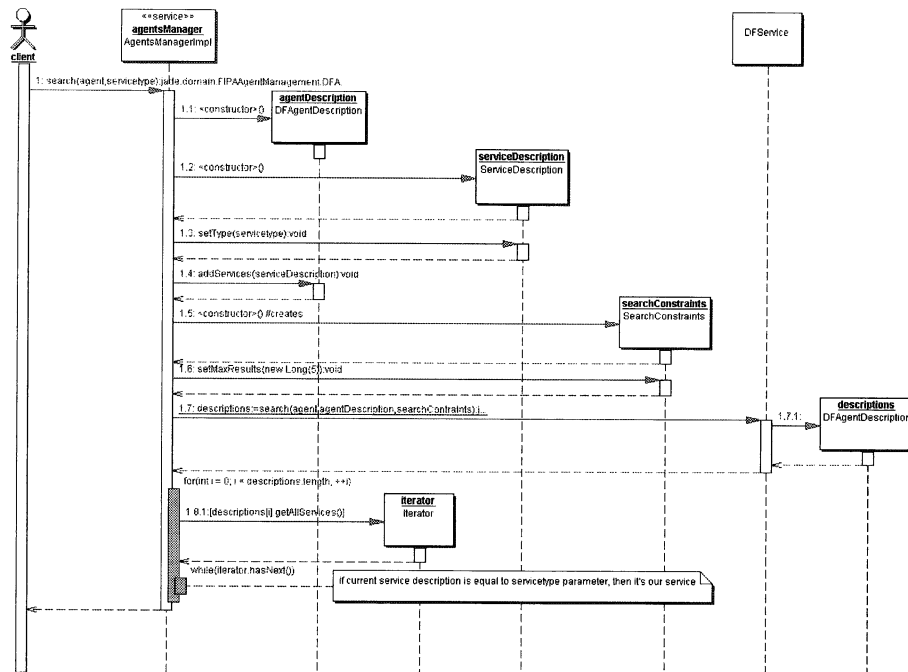 client
««service»»
agentsManager
AgentsManagerImpl
DFService
1: search(agent,servicetype):jade.domain.FIPAAgentManagement.DFA
1.1: <constructor>()
agentDescription
DFAgentDescription
1.2: <constructor>()
serviceDescription
ServiceDescription
1.3: setType(servicetype):void
1.4: addServices(serviceDescription):void
1.5: <constructor>() #creates
searchConstraints
SearchConstraints
1.6: setMaxResults(new Long(5)):void
1.7: descriptions:=search(agent,agentDescription,searchContraints):j...
1.7.1:
descriptions
DFAgentDescription
for(int i = 0; i < descriptions.length; ++i)
1.8.1:[descriptions[i].getAllServices()]
iterator
Iterator
while(iterator.hasNext())
if current service description is equal to servicetype parameter, then it's our service